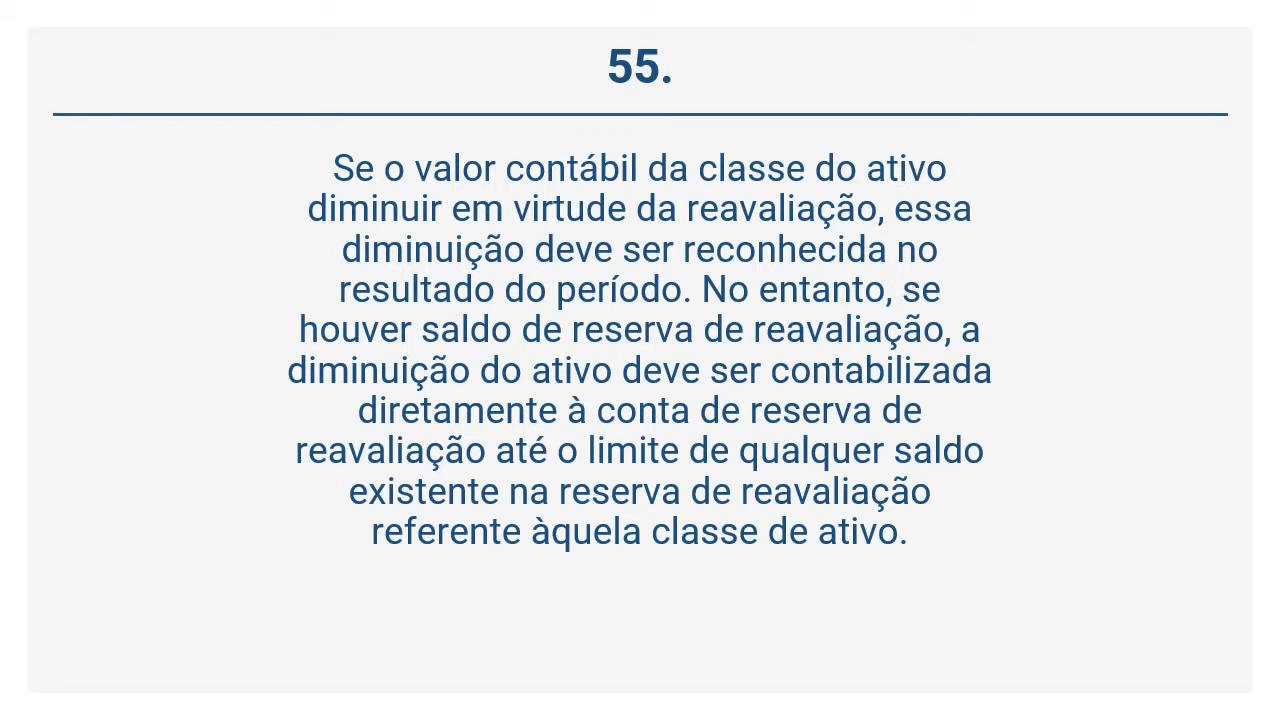 55.
Se o valor contábil da classe do ativo
diminuir em virtude da reavaliação, essa
diminuição deve ser reconhecida no
resultado do período. No entanto, se
houver saldo de reserva de reavaliação, a
diminuição do ativo deve ser contabilizada
diretamente à conta de reserva de
reavaliação até o limite de qualquer saldo
existente na reserva de reavaliação
referente àquela classe de ativo.